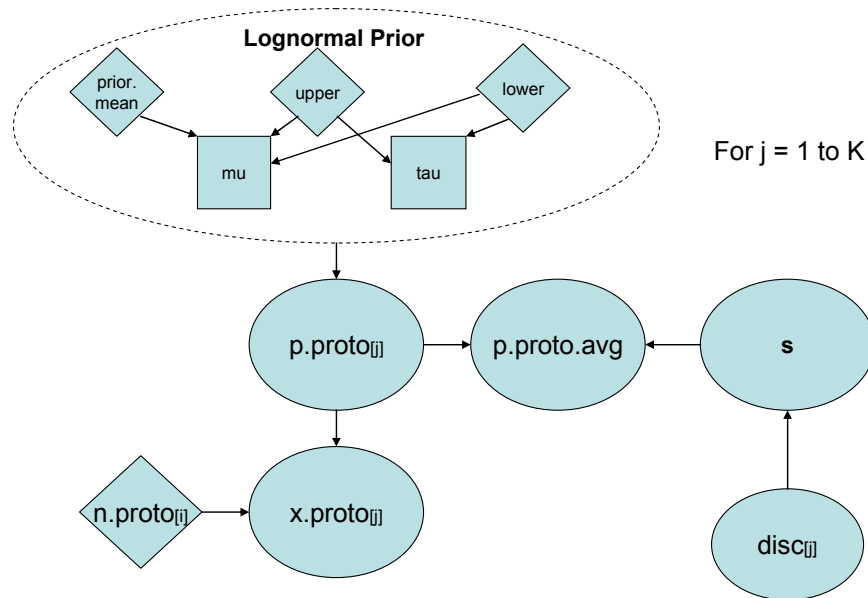 Lognormal Prior
prior.
mean
upper
lower
mu
tau
For j = 1 to K
p.proto[j]
p.proto.avg
s
n.proto[i]
x.proto[j]
disc[j]